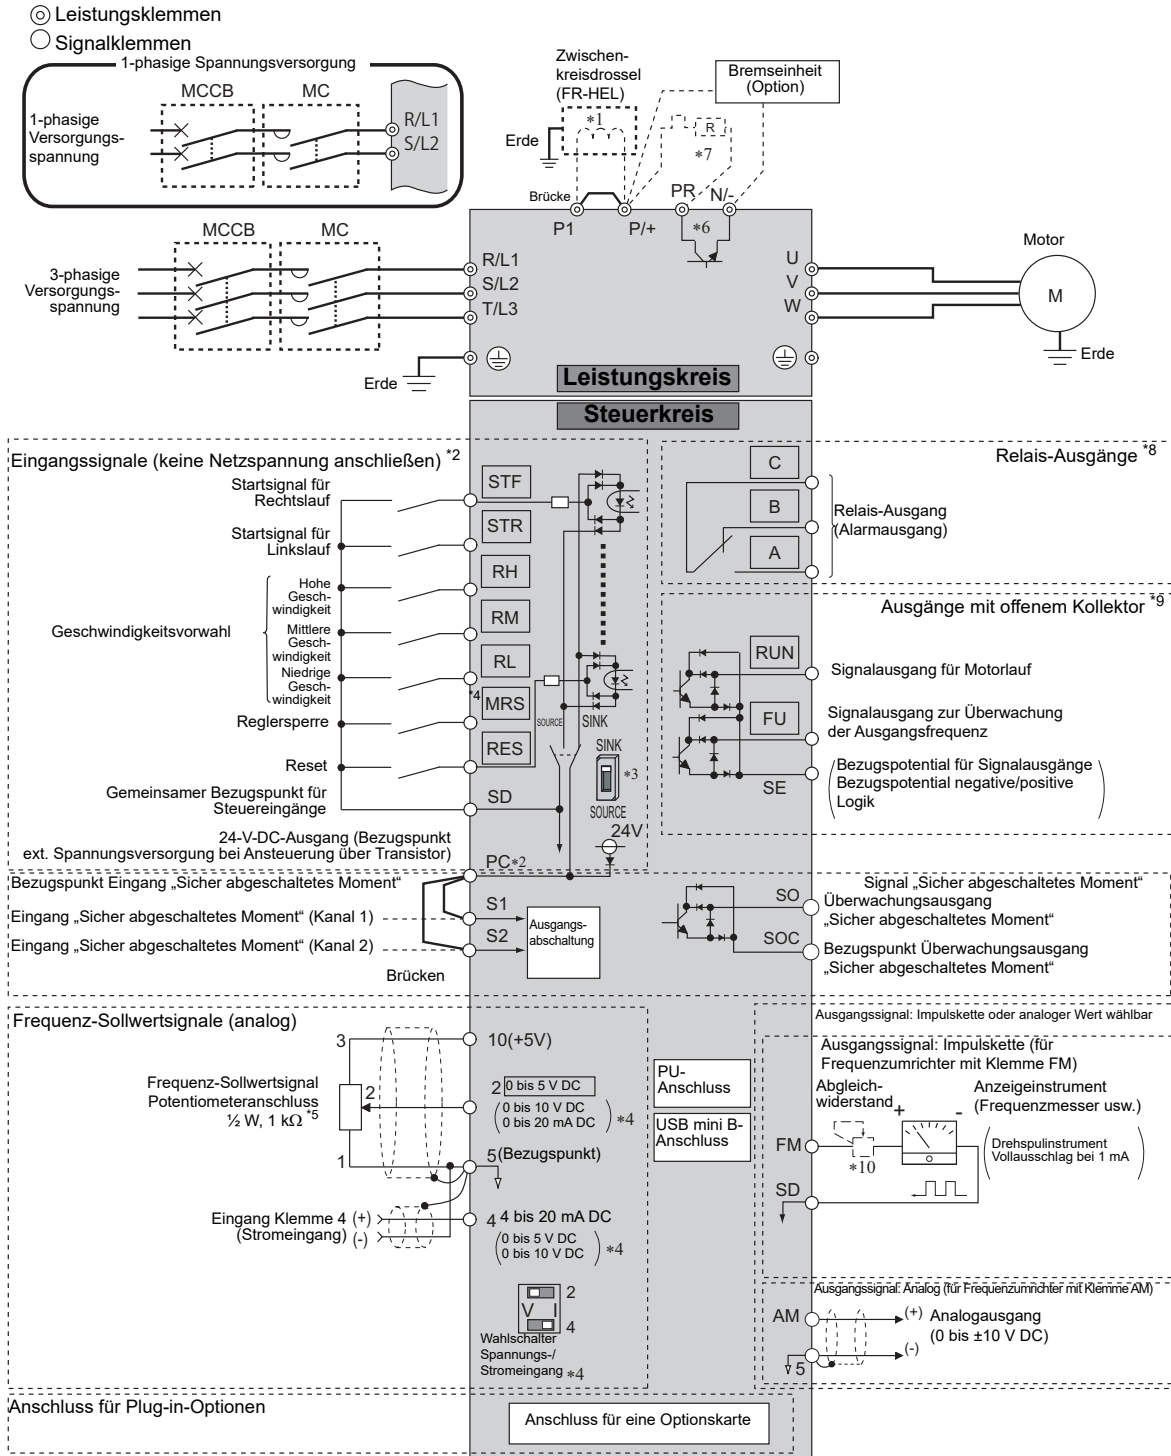 Leistungsklemmen
Signalklemmen
1-phasige Spannungsversorgung
MCCB
MC
1-phasige
Versorgungs-
spannung
R/L1
S/L2
Zwischen-
kreisdrossel
(FR-HEL)
*1
Erde
Bremseinheit
(Option)
R
*7
Brücke
P1
P/+
PR
N/-
*6
MCCB
MC
3-phasige
Versorgungs-
spannung
R/L1
S/L2
T/L3
Erde
U
V
W
Motor
M
Erde
Leistungskreis
Steuerkreis
Eingangssignale (keine Netzspannung anschließen) *2
Startsignal für
Rechtslauf
Startsignal für
Linkslauf
Geschwindigkeitsvorwahl
Hohe
Gesch-
windigkeit
Mittlere
Gesch-
windigkeit
Niedrige
Gesch-
windigkeit
Reglersperre
Reset
Gemeinsamer Bezugspunkt für
Steuereingänge
24-V-DC-Ausgang (Bezugspunkt
ext. Spannungsversorgung bei Ansteuerung über Transistor)
STF
STR
RH
RM
RL
*4
MRS
RES
SD
PC*2
SOURCE
SINK
SINK
*3
SOURCE
24V
Relais-Ausgänge *8
C
B
A
Relais-Ausgang
(Alarmausgang)
Ausgänge mit offenem Kollektor *9
RUN
Signalausgang für Motorlauf
FU
Signalausgang zur Überwachung
der Ausgangsfrequenz
SE
(Bezugspotential für Signalausgänge
Bezugspotential negative/positive
Logik)
Bezugspunkt Eingang „Sicher abgeschaltetes Moment“
Eingang „Sicher abgeschaltetes Moment“ (Kanal 1)
Eingang „Sicher abgeschaltetes Moment“ (Kanal 2)
Brücken
S1
S2
Ausgangs-
abschaltung
Signal „Sicher abgeschaltetes Moment“
SO
Überwachungsausgang
„Sicher abgeschaltetes Moment“
SOC
Bezugspunkt Überwachungsausgang
„Sicher abgeschaltetes Moment“
Frequenz-Sollwertsignale (analog)
Frequenz-Sollwertsignal
Potentiometeranschluss
½ W, 1 kΩ *5
3
2
1
10(+5V)
2 0 bis 5 V DC
(0 bis 10 V DC
0 bis 20 mA DC) *4
5(Bezugspunkt)
Eingang Klemme 4 (+)
(Stromeingang) (-)
4 4 bis 20 mA DC
(0 bis 5 V DC
0 bis 10 V DC) *4
2
V I
4
Wahlschalter
Spannungs-/
Stromeingang *4
PU-
Anschluss
USB mini B-
Anschluss
Ausgangssignal: Impulskette oder analoger Wert wählbar
Ausgangssignal: Impulskette (für
Frequenzumrichter mit Klemme FM)
Abgleich-
widerstand
+ -
Anzeigeinstrument
(Frequenzmesser usw.)
(Drehspulinstrument
Vollausschlag bei 1 mA)
FM
*10
SD
Ausgangssignal: Analog (für Frequenzumrichter mit Klemme AM)
AM
(+) Analogausgang
(0 bis ±10 V DC)
(-)
5
Anschluss für Plug-in-Optionen
Anschluss für eine Optionskarte